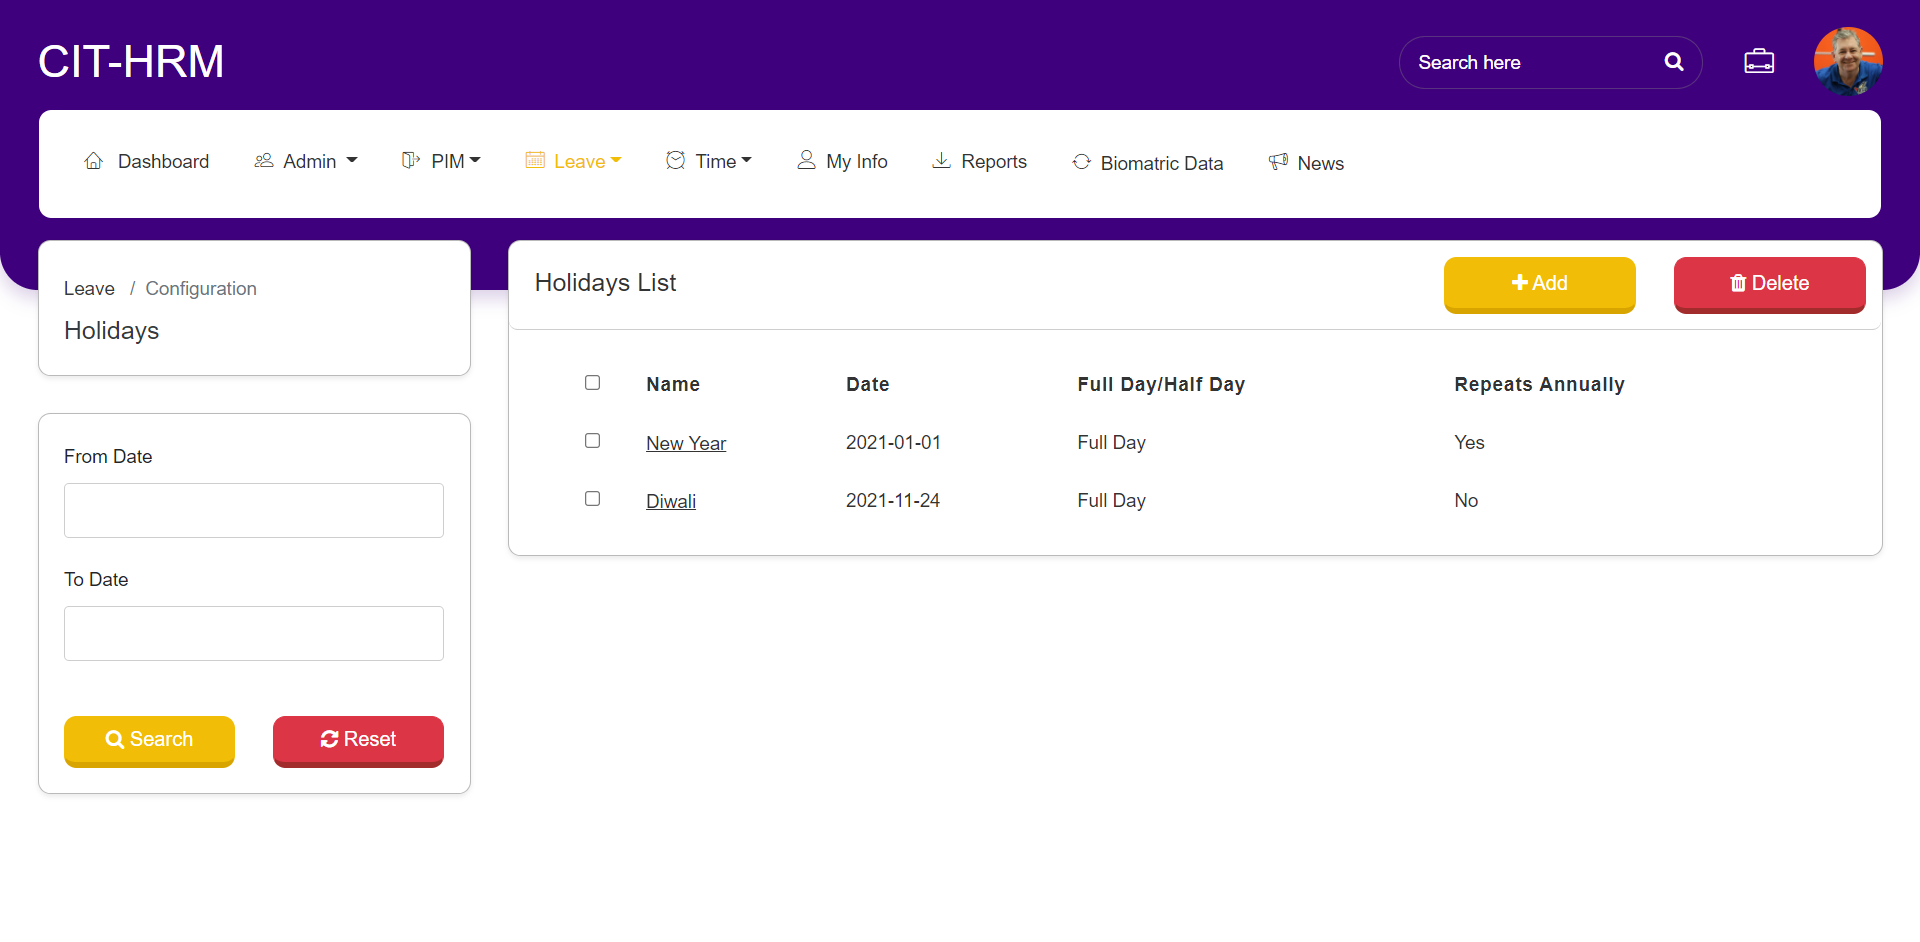 CIT-HRM
Search here
Dashboard Admin PIM Leave Time My Info Reports Biomatric Data News
Leave / Configuration
Holidays
From Date
To Date
Search Reset
Holidays List
Add Delete
Name Date Full Day/Half Day Repeats Annually
New Year 2021-01-01 Full Day Yes
Diwali 2021-11-24 Full Day No